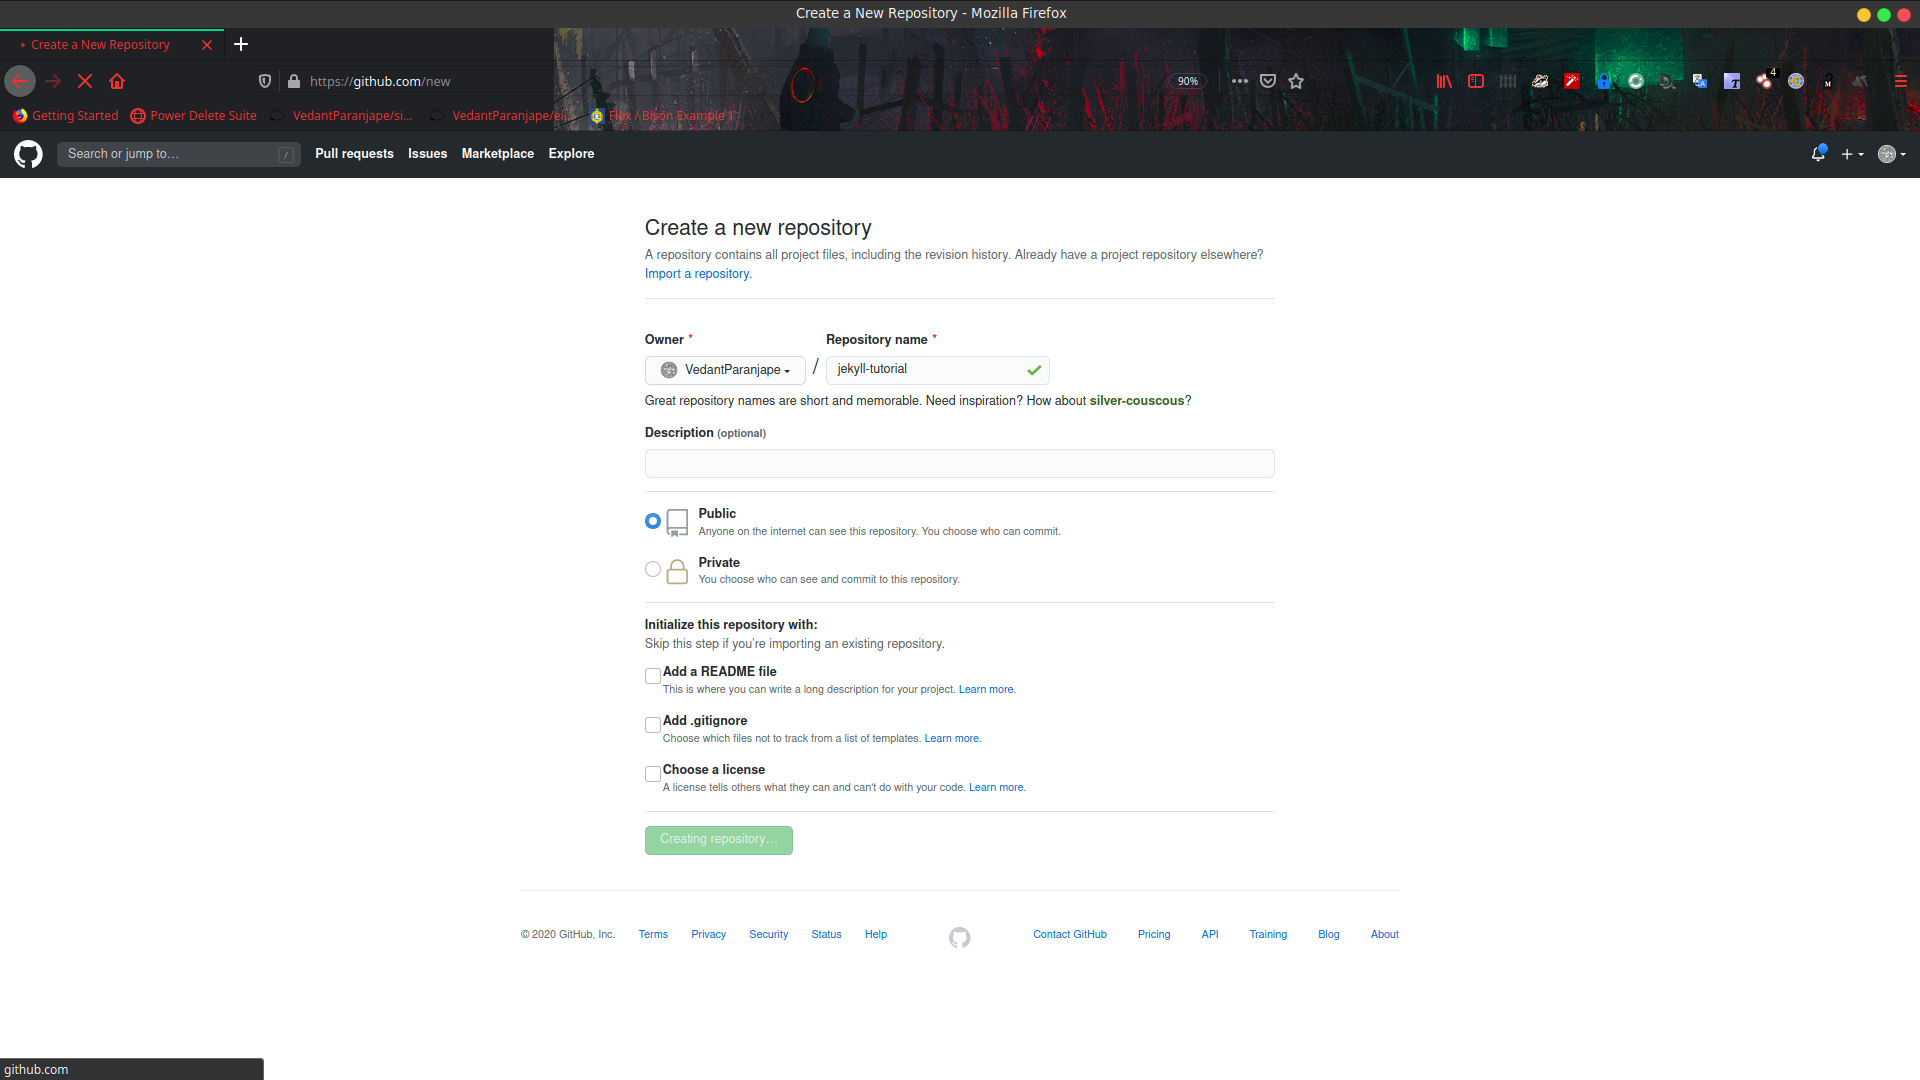 Create a New Repository - Mozilla Firefox
Create a New Repository
https://github.com/new
90%
4
Getting Started
Power Delete Suite
VedantParanjape/si...
VedantParanjape/ei...
Flex / Bison Example 1
Search or jump to…
/
Pull requests
Issues
Marketplace
Explore
Create a new repository
A repository contains all project files, including the revision history. Already have a project repository elsewhere?
Import a repository.
Owner *
Repository name *
VedantParanjape
/
jekyll-tutorial
Great repository names are short and memorable. Need inspiration? How about silver-couscous?
Description (optional)
Public
Anyone on the internet can see this repository. You choose who can commit.
Private
You choose who can see and commit to this repository.
Initialize this repository with:
Skip this step if you’re importing an existing repository.
Add a README file
This is where you can write a long description for your project. Learn more.
Add .gitignore
Choose which files not to track from a list of templates. Learn more.
Choose a license
A license tells others what they can and can't do with your code. Learn more.
Creating repository…
© 2020 GitHub, Inc.
Terms
Privacy
Security
Status
Help
Contact GitHub
Pricing
API
Training
Blog
About
github.com